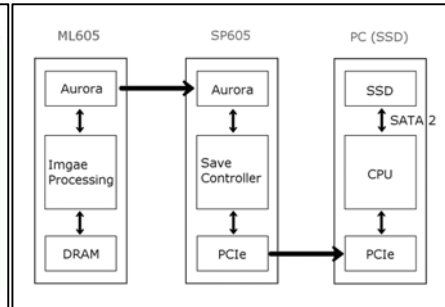 ML605
SP605
PC (SSD)
Aurora
Aurora
SSD
SATA 2
Imgae
Processing
Save
Controller
CPU
DRAM
PCIe
PCIe